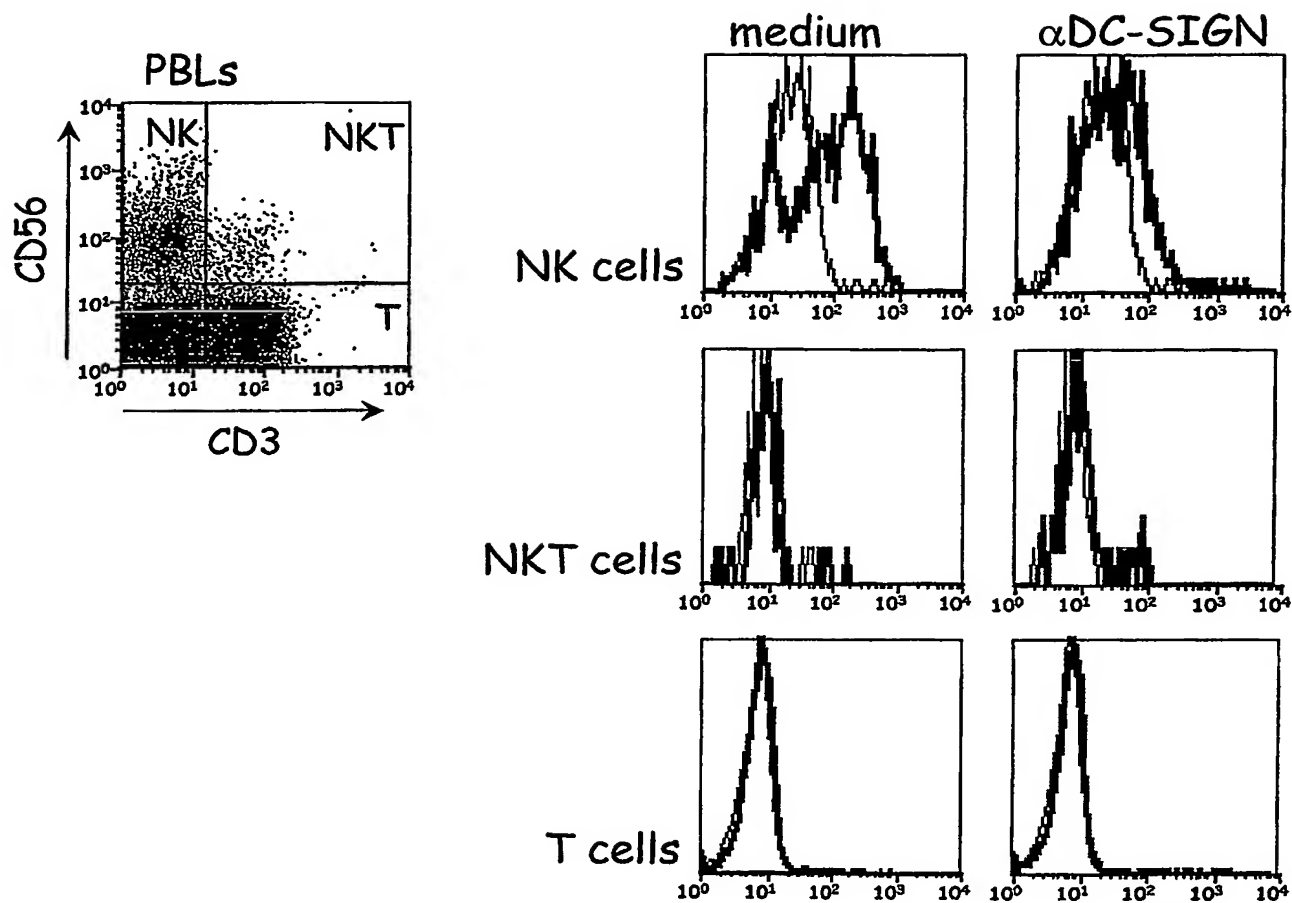 PBLs
10⁴
10³
10²
10¹
10⁰
NK
NKT
T
CD56
10⁰ 10¹ 10² 10³ 10⁴
CD3
medium
αDC-SIGN
NK cells
10⁰ 10¹ 10² 10³ 10⁴
10⁰ 10¹ 10² 10³ 10⁴
NKT cells
10⁰ 10¹ 10² 10³ 10⁴
10⁰ 10¹ 10² 10³ 10⁴
T cells
10⁰ 10¹ 10² 10³ 10⁴
10⁰ 10¹ 10² 10³ 10⁴